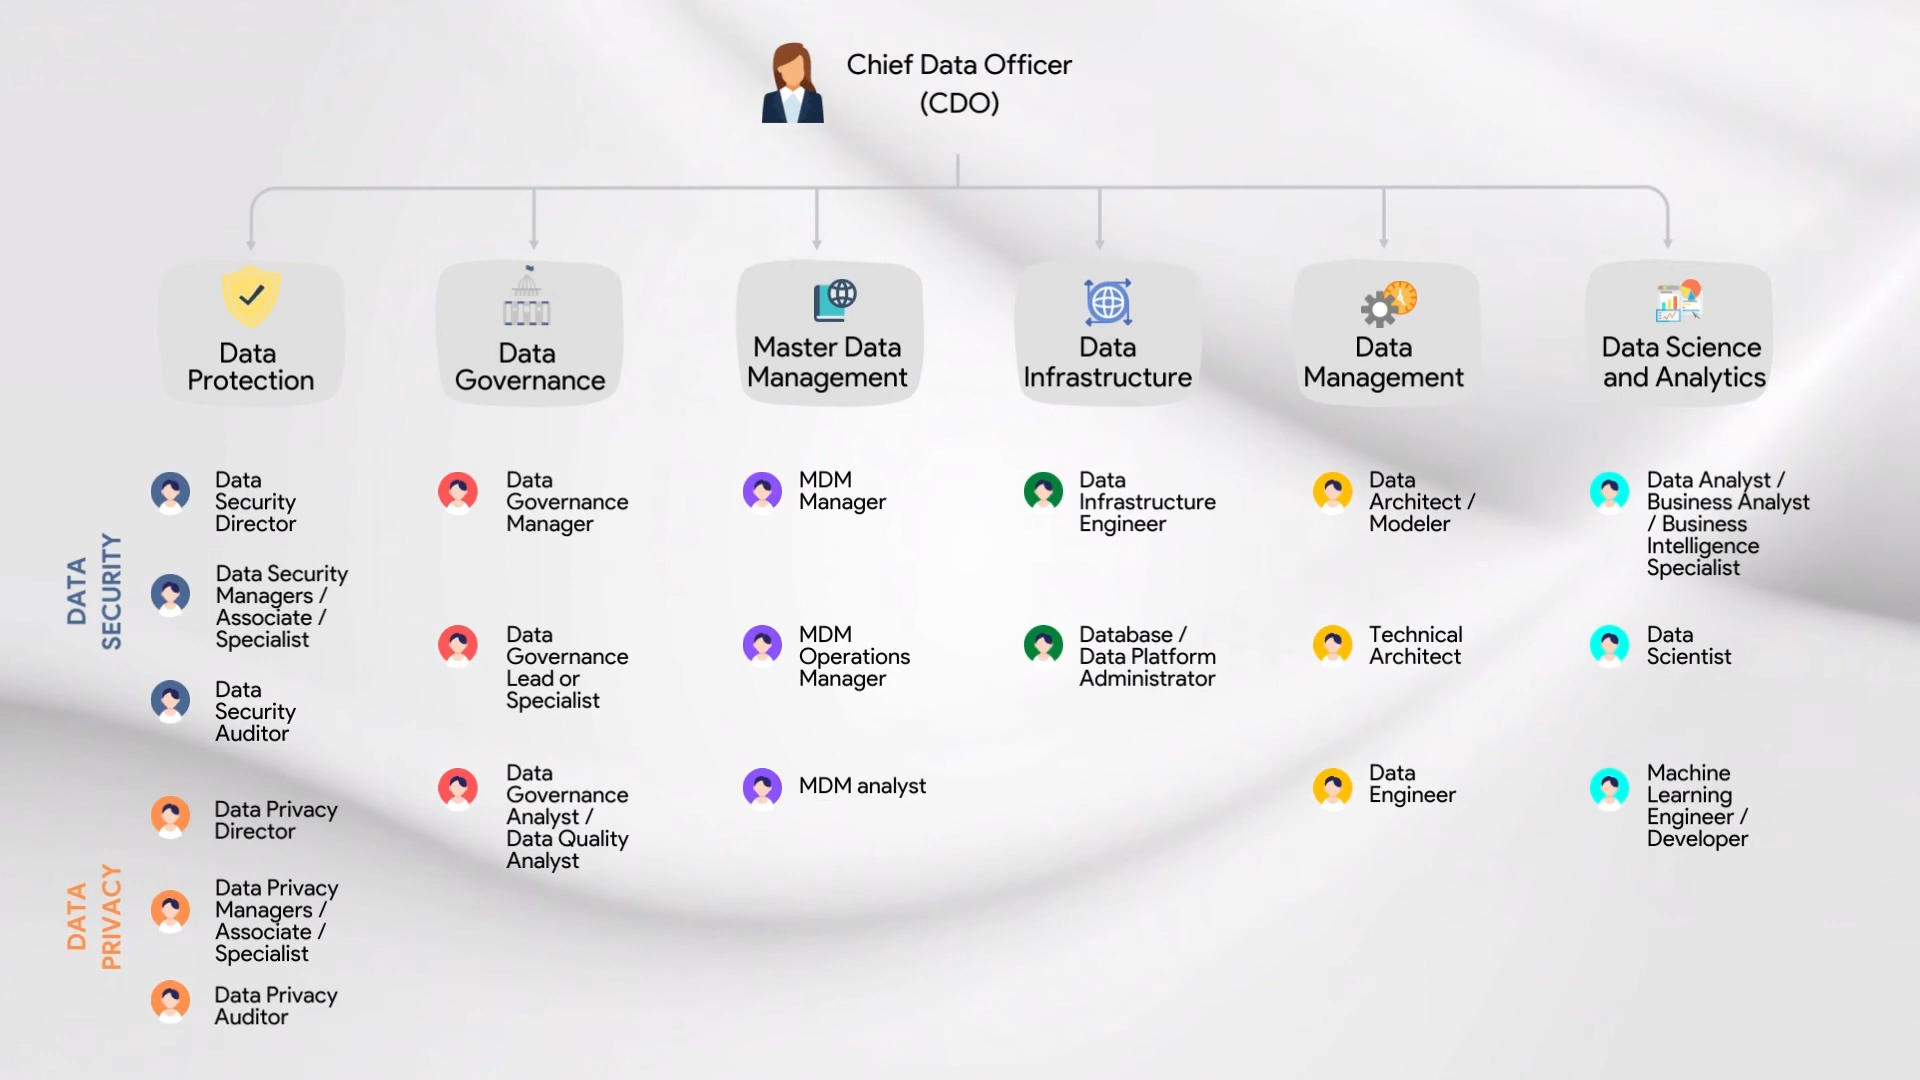 Chief Data Officer
(CDO)
Data
Protection
Data
Governance
Master Data
Management
Data
Infrastructure
Data
Management
Data Science
and Analytics
DATA
SECURITY
Data
Security
Director
Data Security
Managers /
Associate /
Specialist
Data
Security
Auditor
DATA
PRIVACY
Data Privacy
Director
Data Privacy
Managers /
Associate /
Specialist
Data Privacy
Auditor
Data
Governance
Manager
Data
Governance
Lead or
Specialist
Data
Governance
Analyst /
Data Quality
Analyst
MDM
Manager
MDM
Operations
Manager
MDM analyst
Data
Infrastructure
Engineer
Database /
Data Platform
Administrator
Data
Architect /
Modeler
Technical
Architect
Data
Engineer
Data Analyst /
Business Analyst
/ Business
Intelligence
Specialist
Data
Scientist
Machine
Learning
Engineer /
Developer